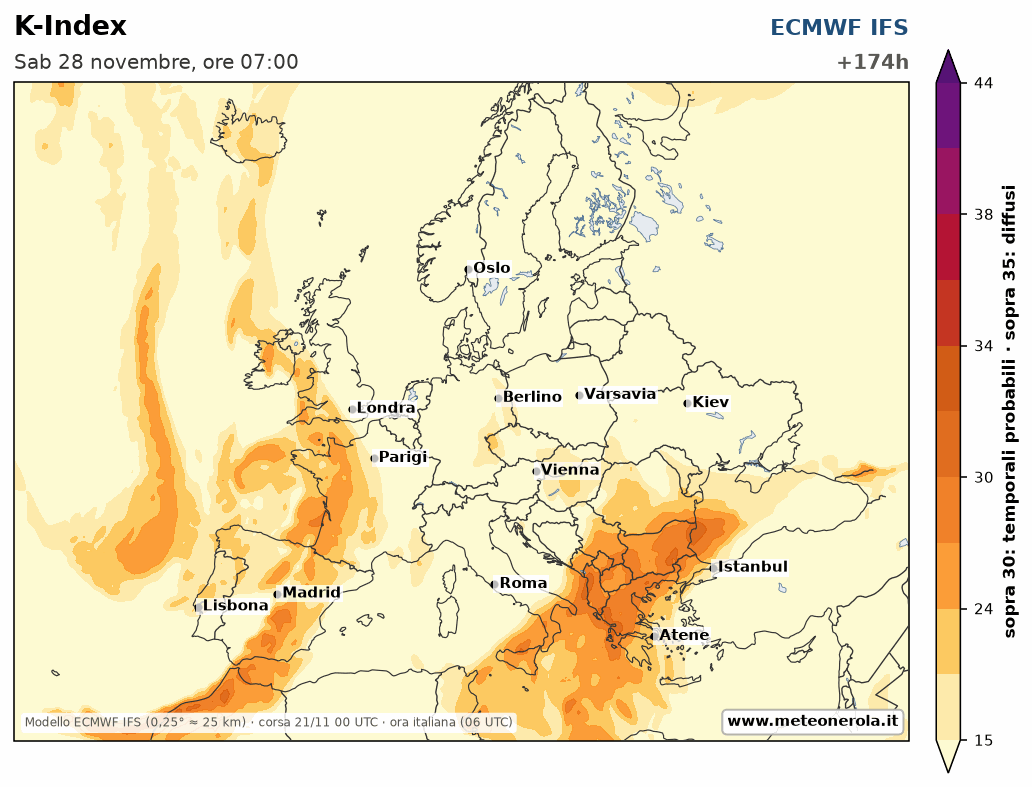 K-Index
ECMWF IFS
Sab 28 novembre, ore 07:00
+174h
44
38
34
30
24
15
sopra 30: temporali probabili · sopra 35: diffusi
Oslo
Berlino
Varsavia
Kiev
Londra
Parigi
Vienna
Istanbul
Roma
Madrid
Lisbona
Atene
Modello ECMWF IFS (0,25° ≈ 25 km) · corsa 21/11 00 UTC · ora italiana (06 UTC)
www.meteonerola.it